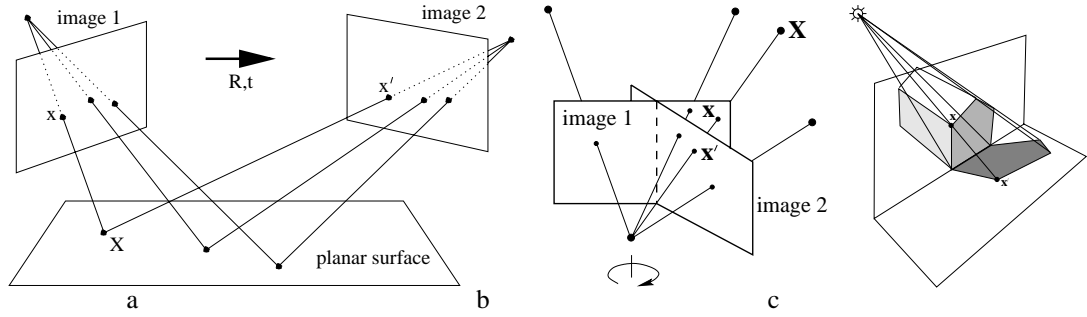 image 1
image 2
R,t
x
x′
X
planar surface
a
b
X
image 1
x
x′
image 2
c
x
x